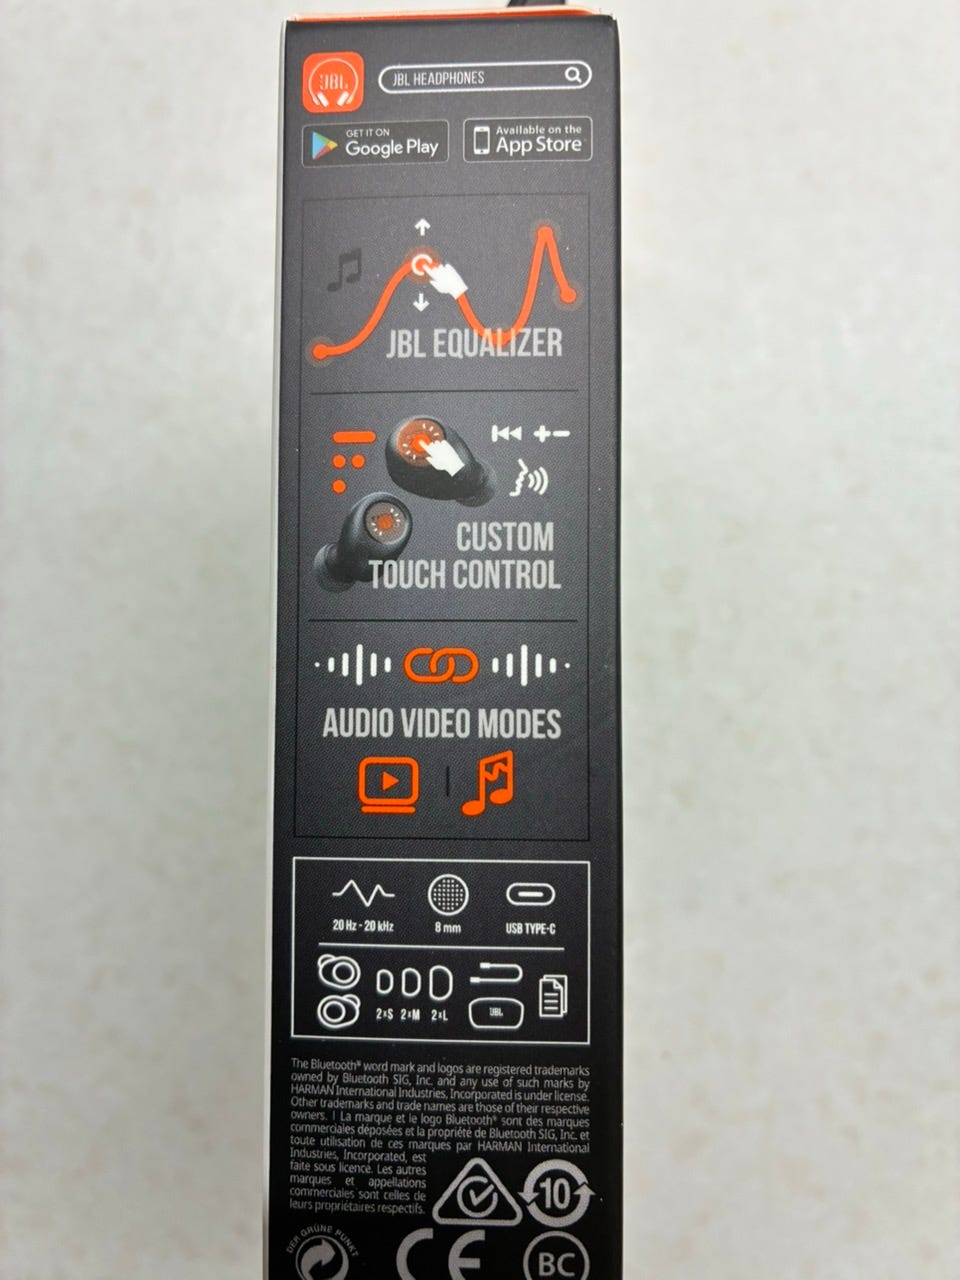 JBL
JBL HEADPHONES
GET IT ON
Google Play
Available on the
App Store
JBL EQUALIZER
CUSTOM
TOUCH CONTROL
AUDIO VIDEO MODES
20 Hz - 20 kHz
8 mm
USB TYPE-C
2xS
2xM
2xL
JBL
The Bluetooth® word mark and logos are registered trademarks
owned by Bluetooth SIG, Inc. and any use of such marks by
HARMAN International Industries, Incorporated is under license.
Other trademarks and trade names are those of their respective
owners. | La marque et le logo Bluetooth® sont des marques
commerciales déposées et la propriété de Bluetooth SIG, Inc. et
toute utilisation de ces marques par HARMAN International
Industries, Incorporated, est
faite sous licence. Les autres
marques et appellations
commerciales sont celles de
leurs propriétaires respectifs.
10
DER GRÜNE PUNKT
CE
BC